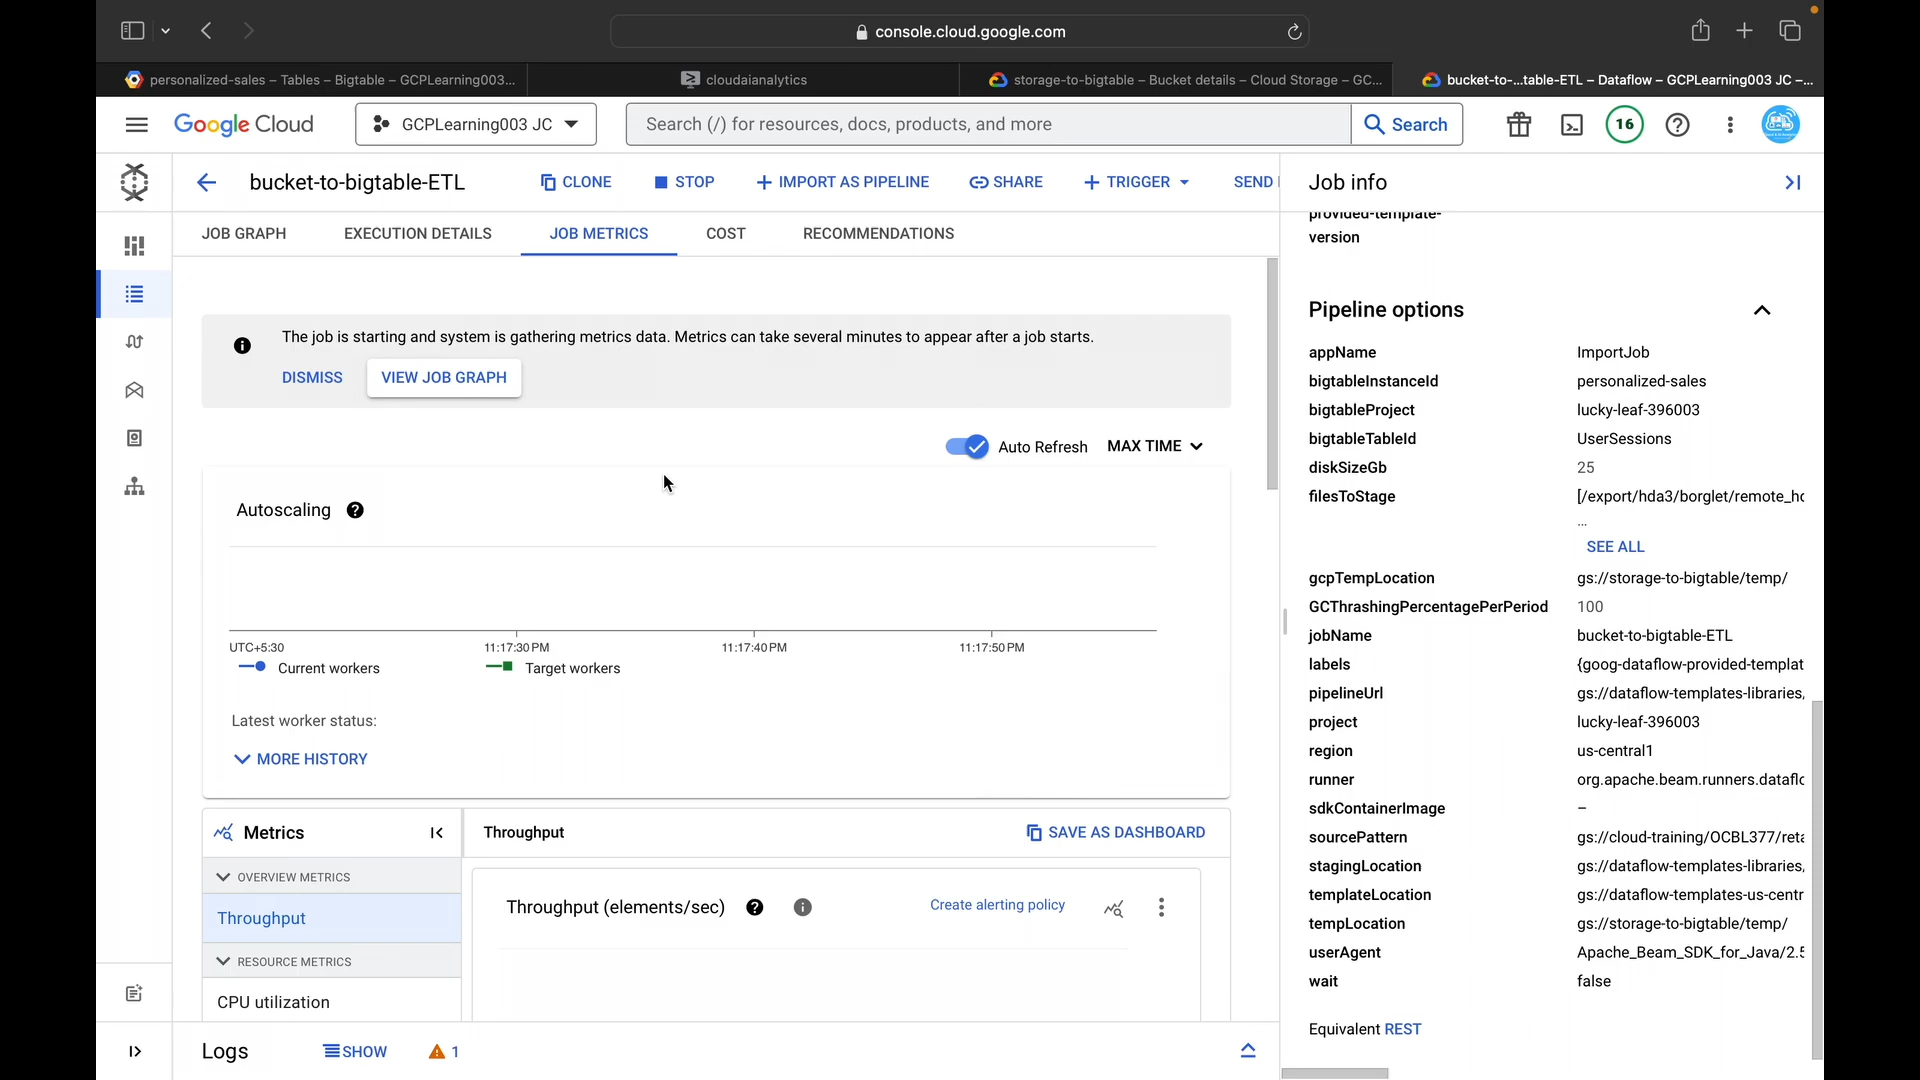 console.cloud.google.com
personalized-sales – Tables – Bigtable – GCPLearning003...
cloudaianalytics
storage-to-bigtable – Bucket details – Cloud Storage – GC...
bucket-to-...table-ETL – Dataflow – GCPLearning003 JC –...
Google Cloud
GCPLearning003 JC
Search (/) for resources, docs, products, and more
Search
16
bucket-to-bigtable-ETL
CLONE
STOP
IMPORT AS PIPELINE
SHARE
TRIGGER
SEND
JOB GRAPH
EXECUTION DETAILS
JOB METRICS
COST
RECOMMENDATIONS
The job is starting and system is gathering metrics data. Metrics can take several minutes to appear after a job starts.
DISMISS
VIEW JOB GRAPH
Auto Refresh
MAX TIME
Autoscaling
UTC+5:30
11:17:30 PM
11:17:40 PM
11:17:50 PM
Current workers
Target workers
Latest worker status:
MORE HISTORY
Metrics
OVERVIEW METRICS
Throughput
RESOURCE METRICS
CPU utilization
Throughput
SAVE AS DASHBOARD
Throughput (elements/sec)
Create alerting policy
Logs
SHOW
1
Job info
provided-template-
version
Pipeline options
appName ImportJob
bigtableInstanceId personalized-sales
bigtableProject lucky-leaf-396003
bigtableTableId UserSessions
diskSizeGb 25
filesToStage [/export/hda3/borglet/remote_hc
...
SEE ALL
gcpTempLocation gs://storage-to-bigtable/temp/
GCThrashingPercentagePerPeriod 100
jobName bucket-to-bigtable-ETL
labels {goog-dataflow-provided-templat
pipelineUrl gs://dataflow-templates-libraries,
project lucky-leaf-396003
region us-central1
runner org.apache.beam.runners.dataflc
sdkContainerImage –
sourcePattern gs://cloud-training/OCBL377/reta
stagingLocation gs://dataflow-templates-libraries,
templateLocation gs://dataflow-templates-us-centr
tempLocation gs://storage-to-bigtable/temp/
userAgent Apache_Beam_SDK_for_Java/2.5
wait false
Equivalent REST